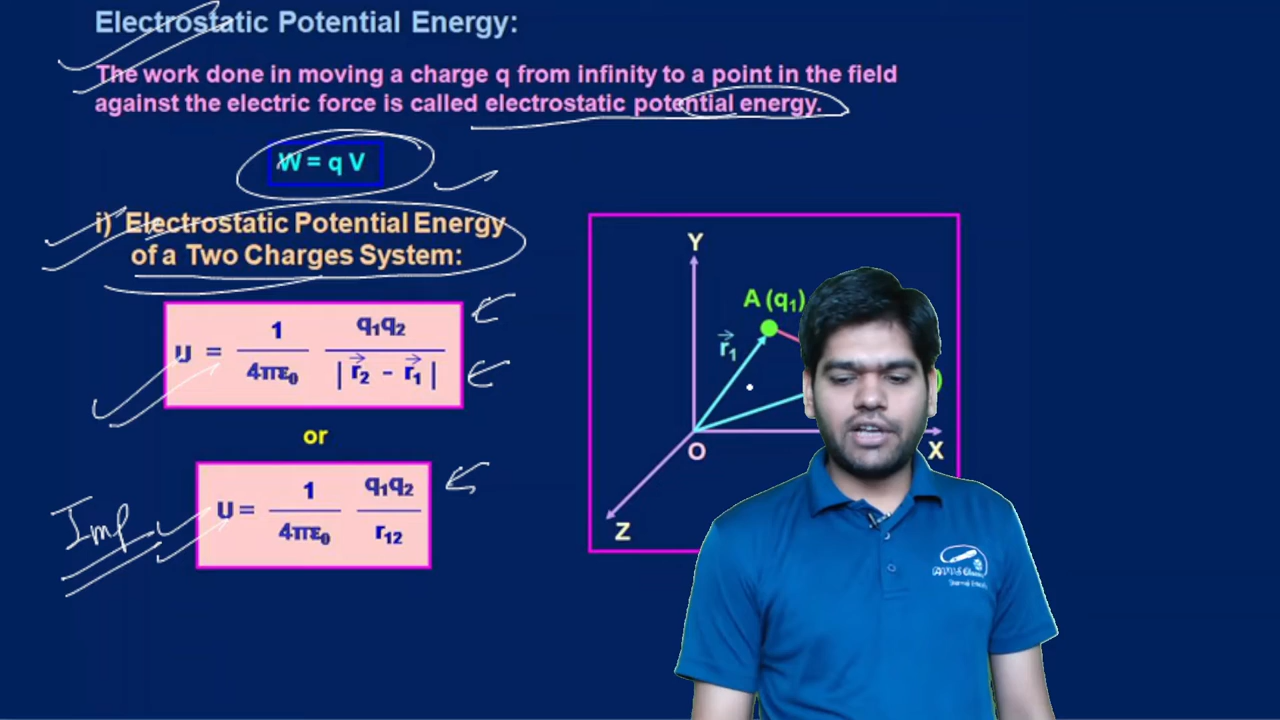 Electrostatic Potential Energy:
The work done in moving a charge q from infinity to a point in the field
against the electric force is called electrostatic potential energy.
W = q V
i) Electrostatic Potential Energy
of a Two Charges System:
U = 1 / 4πε₀ q₁q₂ / | r⃗₂ - r⃗₁ |
or
Imp.
U = 1 / 4πε₀ q₁q₂ / r₁₂
Y
A (q₁)
r⃗₁
O
X
Z